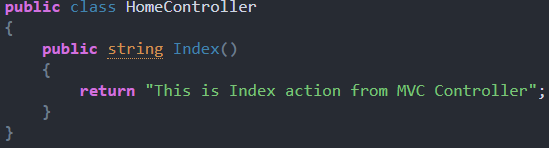 public class HomeController
{
    public string Index()
    {
        return "This is Index action from MVC Controller";
    }
}